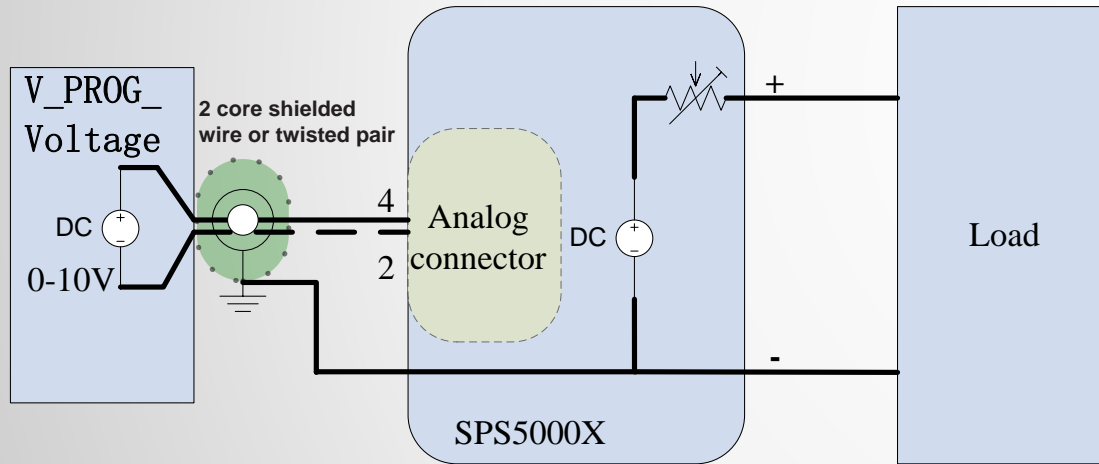 V_PROG_
Voltage
2 core shielded
wire or twisted pair
DC
+
−
0-10V
4
2
Analog
connector
DC
+
−
+
-
SPS5000X
Load